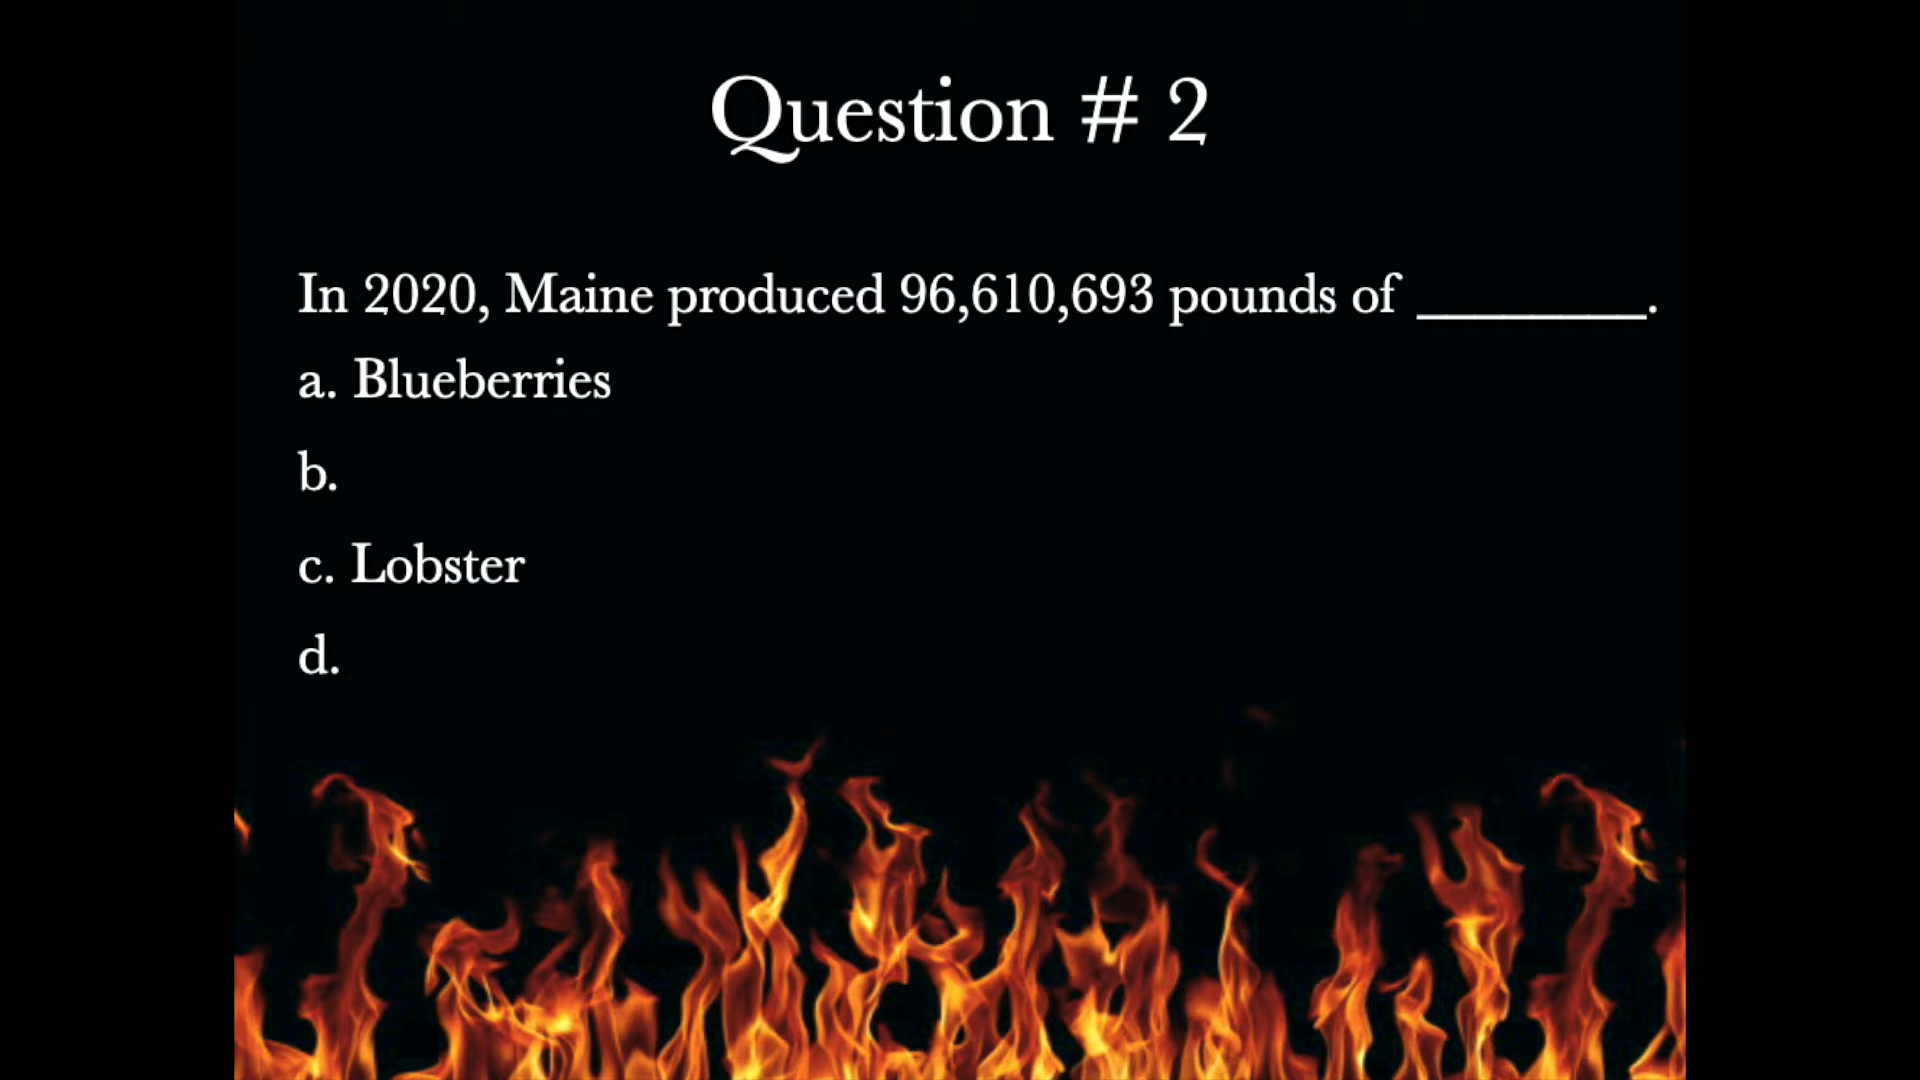 Question # 2
In 2020, Maine produced 96,610,693 pounds of ________.
a. Blueberries
b.
c. Lobster
d.